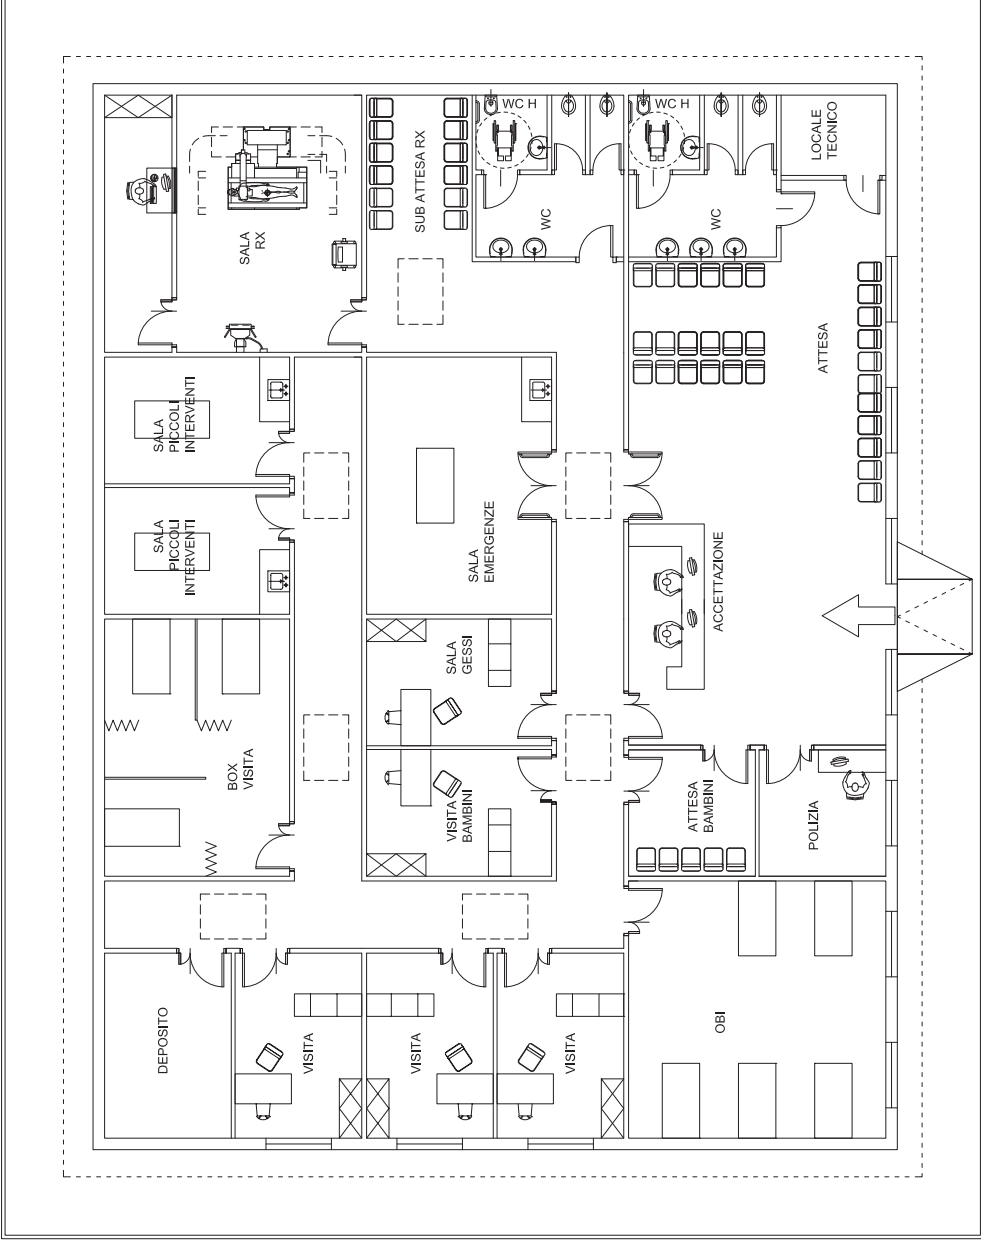 WC H
WC H
LOCALE
TECNICO
SUB ATTESA RX
SALA
RX
WC
WC
ATTESA
SALA
PICCOLI
INTERVENTI
SALA
PICCOLI
INTERVENTI
SALA
EMERGENZE
ACCETTAZIONE
SALA
GESSI
BOX
VISITA
VISITA
BAMBINI
ATTESA
BAMBINI
POLIZIA
DEPOSITO
VISITA
VISITA
VISITA
OBI